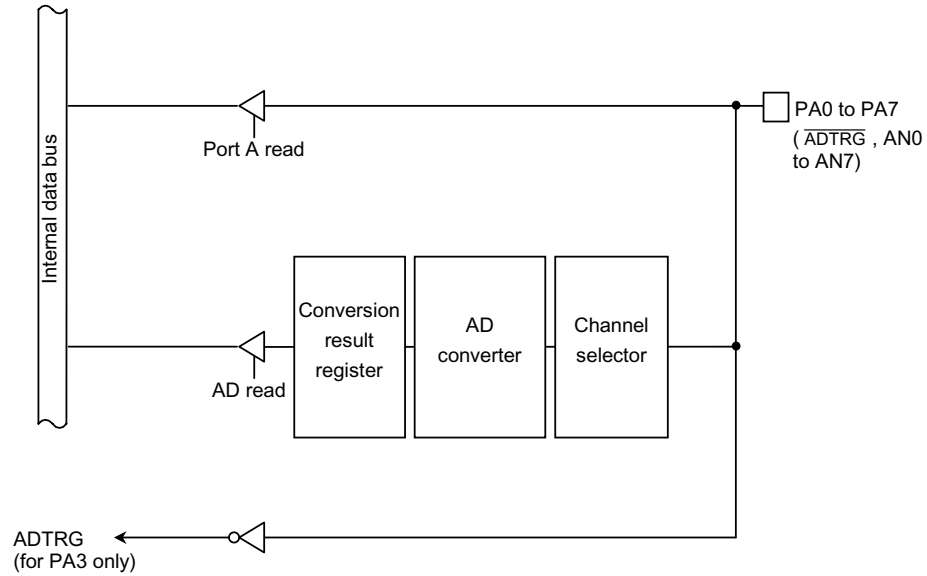 Internal data bus
Port A read
PA0 to PA7
( ADTRG , AN0
to AN7)
Conversion
result
register
AD
converter
Channel
selector
AD read
ADTRG
(for PA3 only)